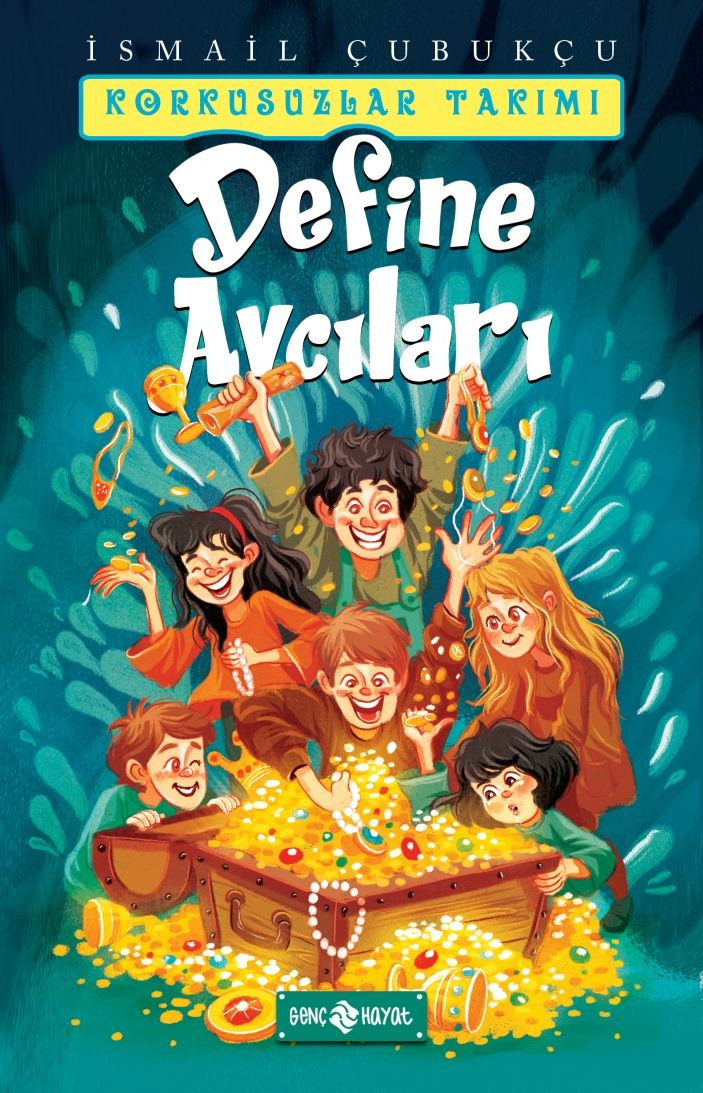 İSMAİL ÇUBUKÇU
KORKUSUZLAR TAKIMI
Define
Avcıları
GENÇ HAYAT